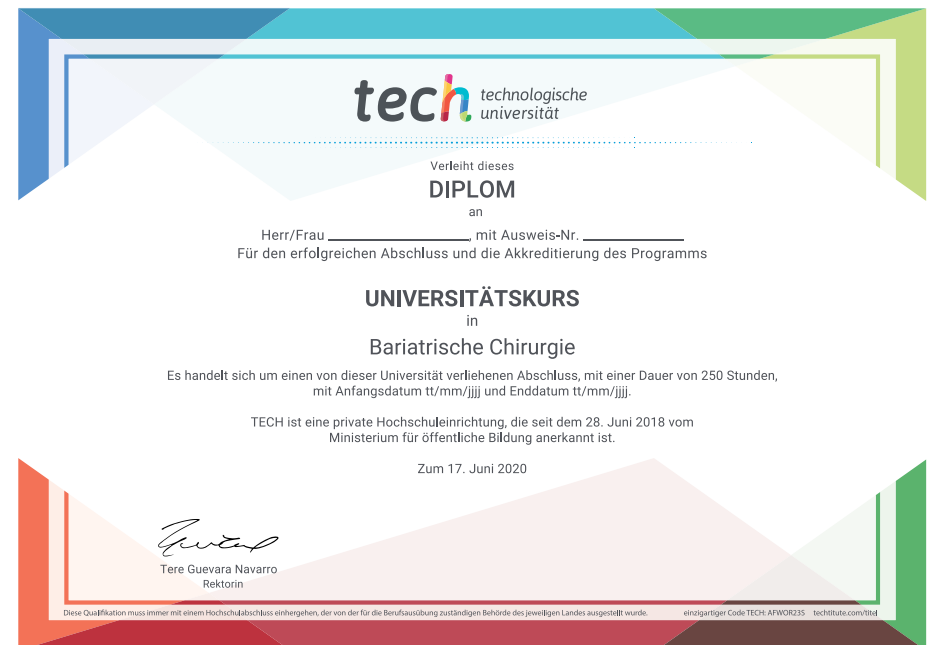 tech technologische
universität
Verleiht dieses
DIPLOM
an
Herr/Frau ____________________, mit Ausweis-Nr. ______________
Für den erfolgreichen Abschluss und die Akkreditierung des Programms
UNIVERSITÄTSKURS
in
Bariatrische Chirurgie
Es handelt sich um einen von dieser Universität verliehenen Abschluss, mit einer Dauer von 250 Stunden,
mit Anfangsdatum tt/mm/jjjj und Enddatum tt/mm/jjjj.
TECH ist eine private Hochschuleinrichtung, die seit dem 28. Juni 2018 vom
Ministerium für öffentliche Bildung anerkannt ist.
Zum 17. Juni 2020
Tere Guevara Navarro
Rektorin
Diese Qualifikation muss immer mit einem Hochschulabschluss einhergehen, der von der für die Berufsausübung zuständigen Behörde des jeweiligen Landes ausgestellt wurde. einzigartiger Code TECH: AFWOR23S techtitute.com/titel